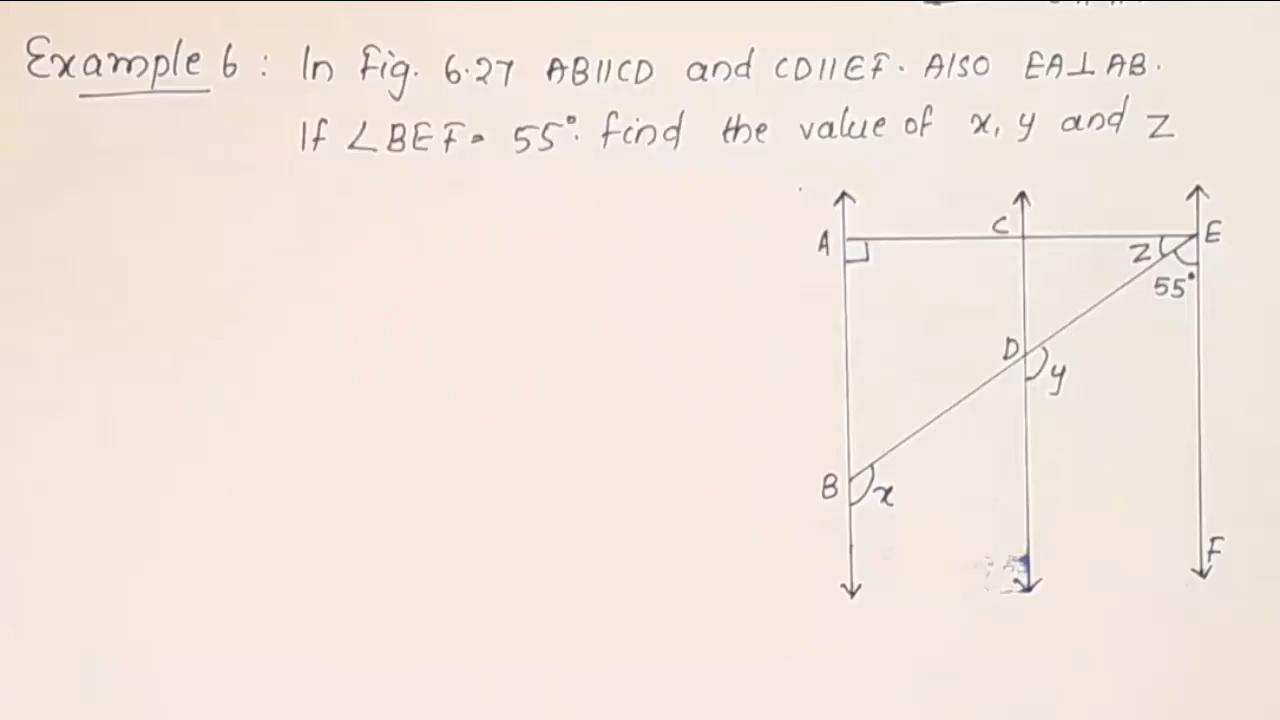 Example 6 : In Fig. 6.27 AB||CD and CD||EF. Also EA⊥AB.
If ∠BEF = 55°. find the value of x, y and z
A
C
E
z
55°
D
y
B
x
F